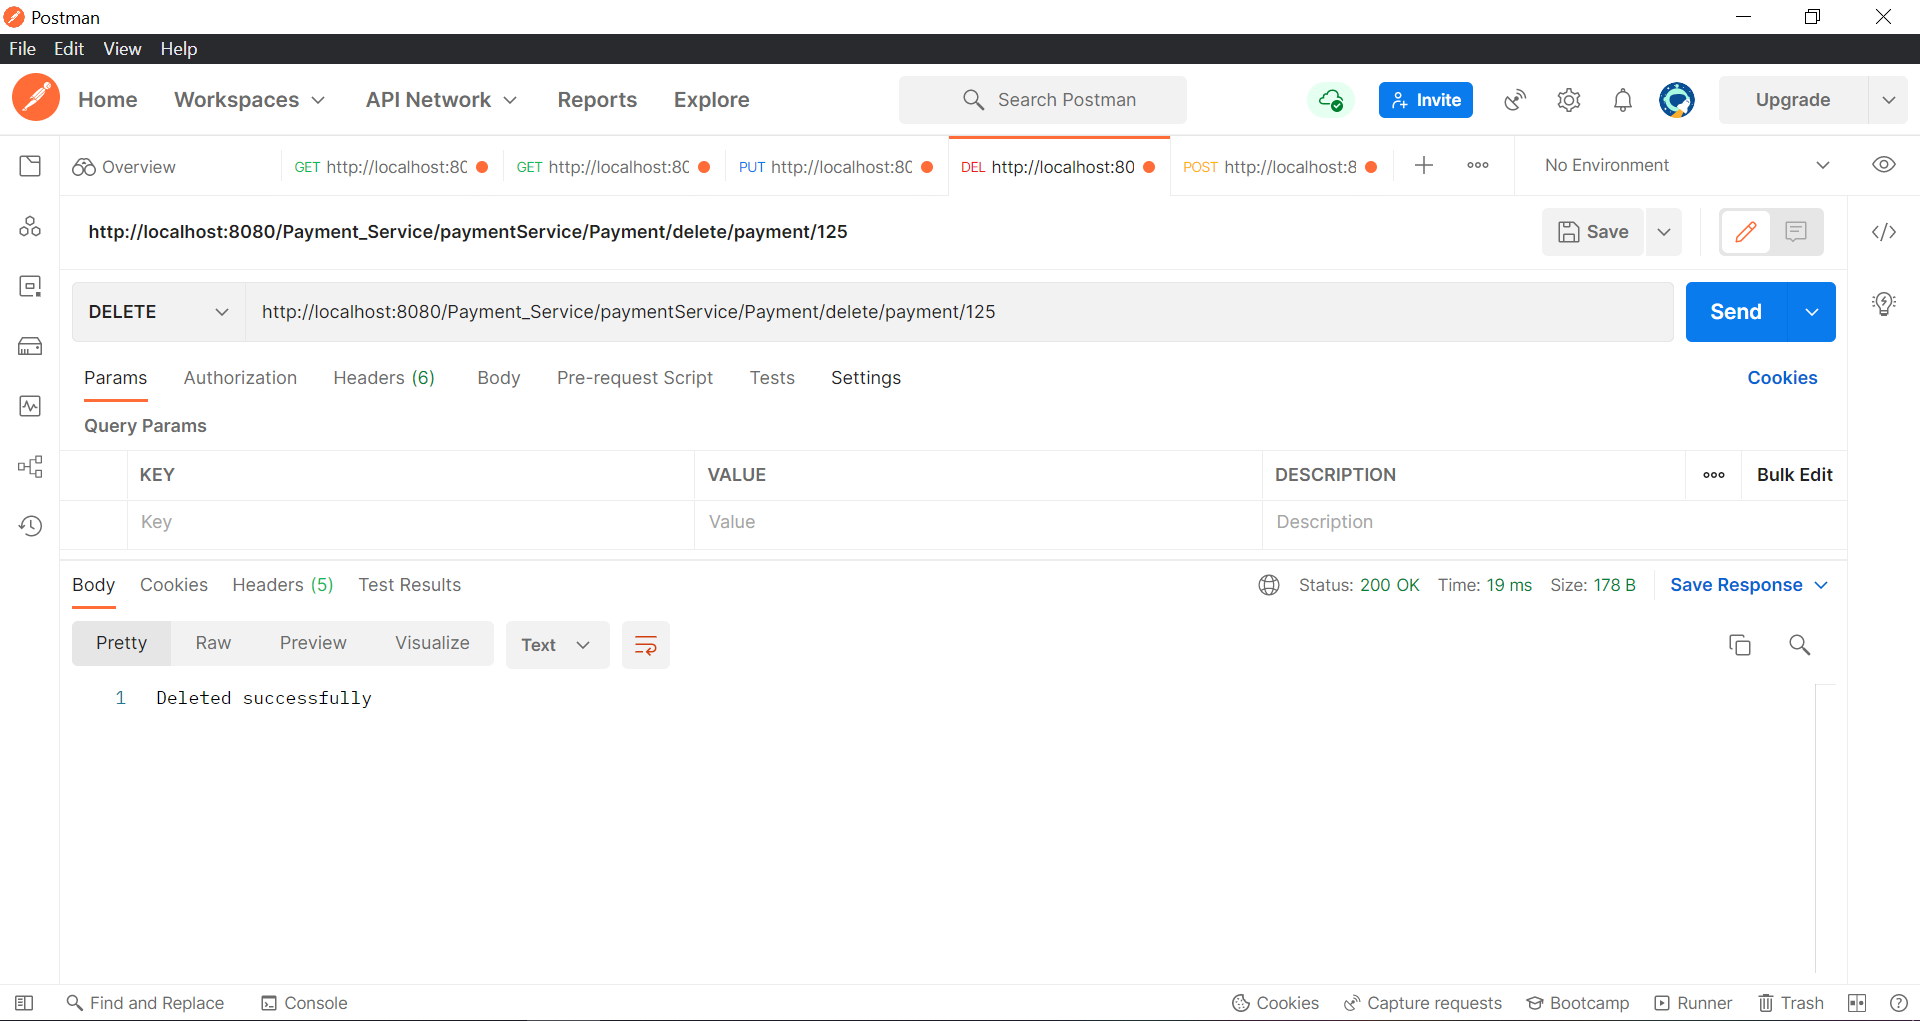 Postman
File Edit View Help
Home Workspaces API Network Reports Explore Search Postman Invite Upgrade
Overview GET http://localhost:80 GET http://localhost:80 PUT http://localhost:80 DEL http://localhost:80 POST http://localhost:8 No Environment
http://localhost:8080/Payment_Service/paymentService/Payment/delete/payment/125 Save
DELETE http://localhost:8080/Payment_Service/paymentService/Payment/delete/payment/125 Send
Params Authorization Headers (6) Body Pre-request Script Tests Settings Cookies
Query Params
KEY VALUE DESCRIPTION Bulk Edit
Key Value Description
Body Cookies Headers (5) Test Results Status: 200 OK Time: 19 ms Size: 178 B Save Response
Pretty Raw Preview Visualize Text
1 Deleted successfully
Find and Replace Console Cookies Capture requests Bootcamp Runner Trash